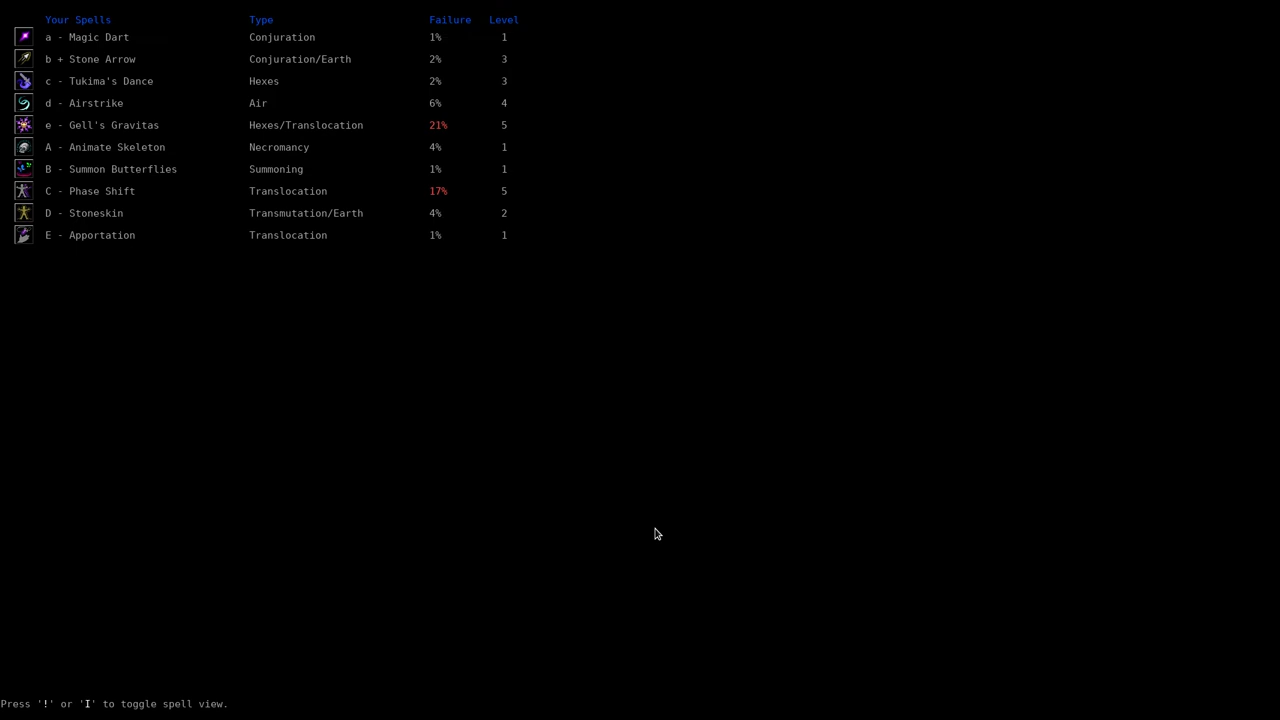 Your Spells Type Failure Level
a - Magic Dart Conjuration 1% 1
b + Stone Arrow Conjuration/Earth 2% 3
c - Tukima's Dance Hexes 2% 3
d - Airstrike Air 6% 4
e - Gell's Gravitas Hexes/Translocation 21% 5
A - Animate Skeleton Necromancy 4% 1
B - Summon Butterflies Summoning 1% 1
C - Phase Shift Translocation 17% 5
D - Stoneskin Transmutation/Earth 4% 2
E - Apportation Translocation 1% 1
Press '!' or 'I' to toggle spell view.